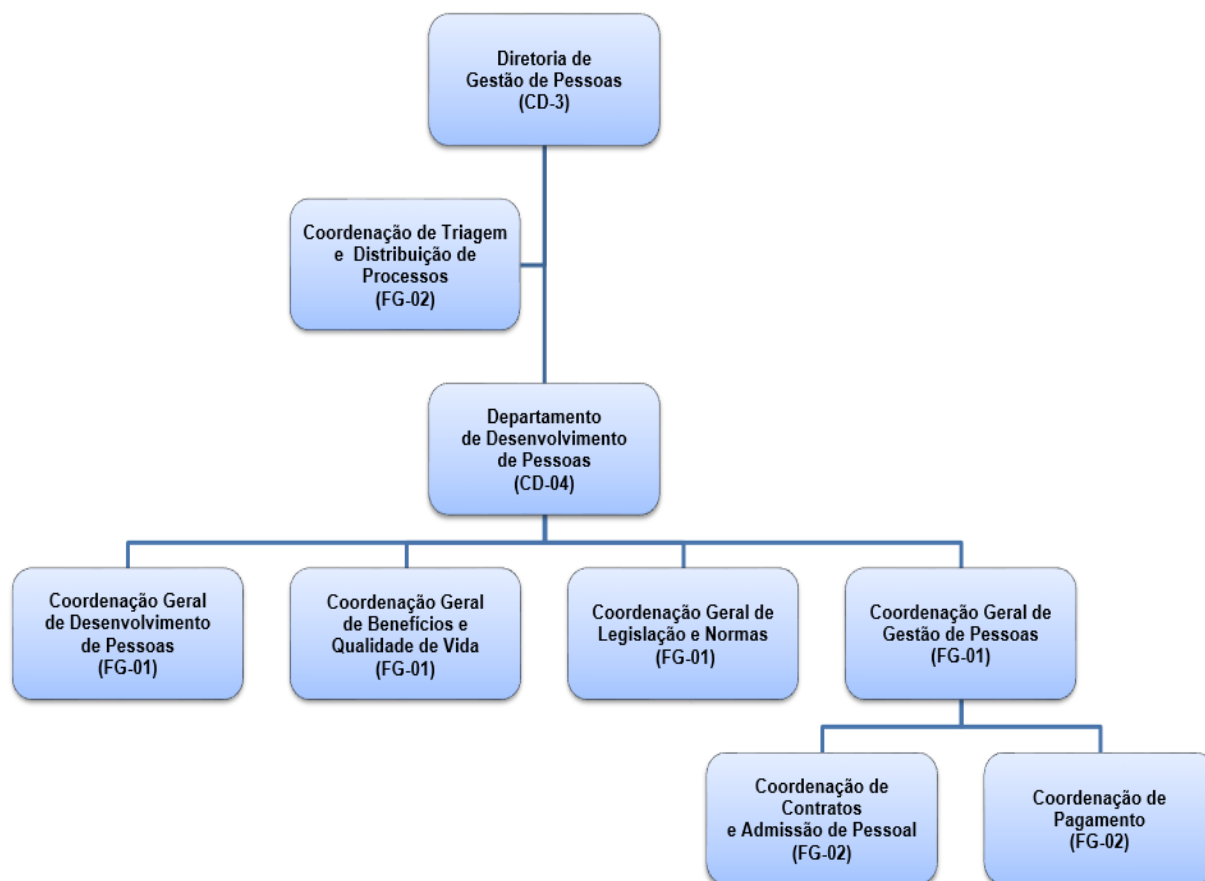 Diretoria de
Gestão de Pessoas
(CD-3)
Coordenação de Triagem
e Distribuição de
Processos
(FG-02)
Departamento
de Desenvolvimento
de Pessoas
(CD-04)
Coordenação Geral
de Desenvolvimento
de Pessoas
(FG-01)
Coordenação Geral
de Benefícios e
Qualidade de Vida
(FG-01)
Coordenação Geral de
Legislação e Normas
(FG-01)
Coordenação Geral de
Gestão de Pessoas
(FG-01)
Coordenação de
Contratos
e Admissão de Pessoal
(FG-02)
Coordenação de
Pagamento
(FG-02)